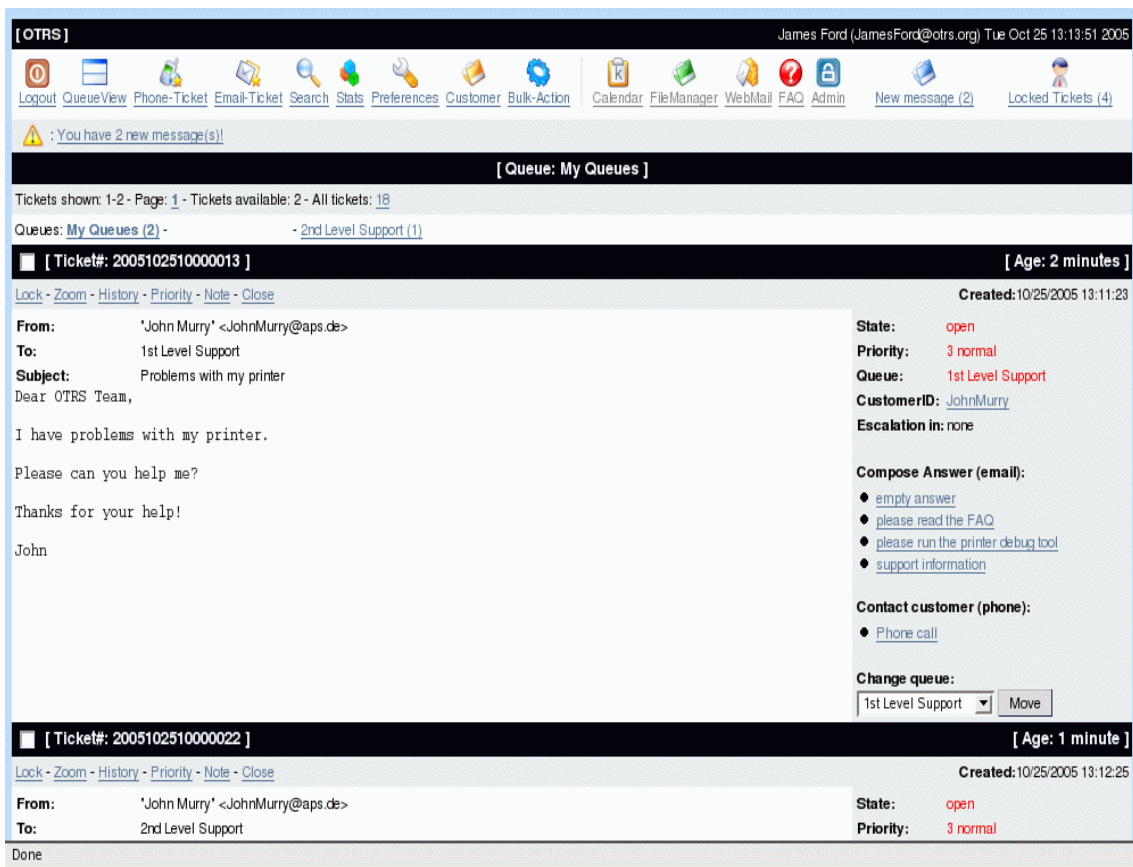 [ OTRS ] James Ford (JamesFord@otrs.org) Tue Oct 25 13:13:51 2005
Logout QueueView Phone-Ticket Email-Ticket Search Stats Preferences Customer Bulk-Action Calendar FileManager WebMail FAQ Admin New message (2) Locked Tickets (4)
: You have 2 new message(s)!
[ Queue: My Queues ]
Tickets shown: 1-2 - Page: 1 - Tickets available: 2 - All tickets: 18
Queues: My Queues (2) - - 2nd Level Support (1)
[ Ticket#: 2005102510000013 ] [ Age: 2 minutes ]
Lock - Zoom - History - Priority - Note - Close Created:10/25/2005 13:11:23
From: "John Murry" <JohnMurry@aps.de>
To: 1st Level Support
Subject: Problems with my printer
Dear OTRS Team,
I have problems with my printer.
Please can you help me?
Thanks for your help!
John
State: open
Priority: 3 normal
Queue: 1st Level Support
CustomerID: JohnMurry
Escalation in: none
Compose Answer (email):
empty answer
please read the FAQ
please run the printer debug tool
support information
Contact customer (phone):
Phone call
Change queue:
1st Level Support Move
[ Ticket#: 2005102510000022 ] [ Age: 1 minute ]
Lock - Zoom - History - Priority - Note - Close Created:10/25/2005 13:12:25
From: "John Murry" <JohnMurry@aps.de>
To: 2nd Level Support
State: open
Priority: 3 normal
Done